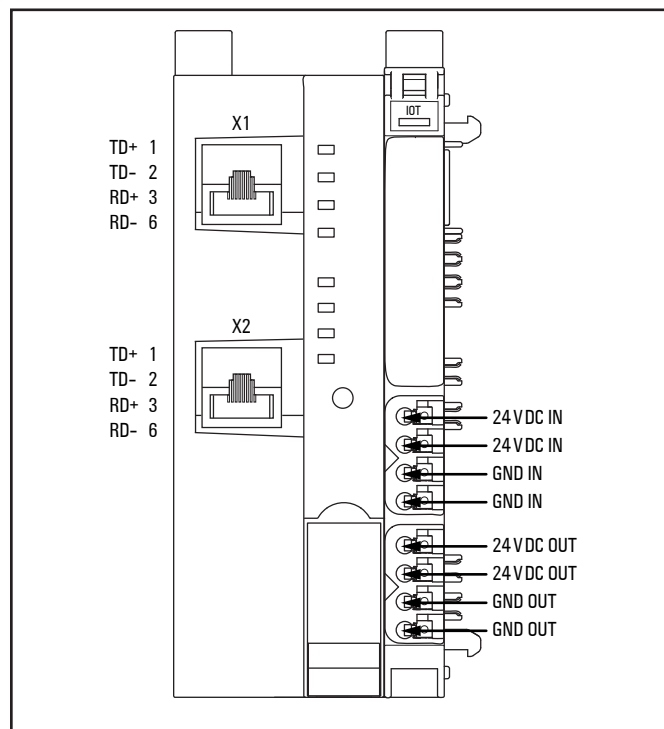 IOT
X1
TD+ 1
TD- 2
RD+ 3
RD- 6
X2
TD+ 1
TD- 2
RD+ 3
RD- 6
24 V DC IN
24 V DC IN
GND IN
GND IN
24 V DC OUT
24 V DC OUT
GND OUT
GND OUT